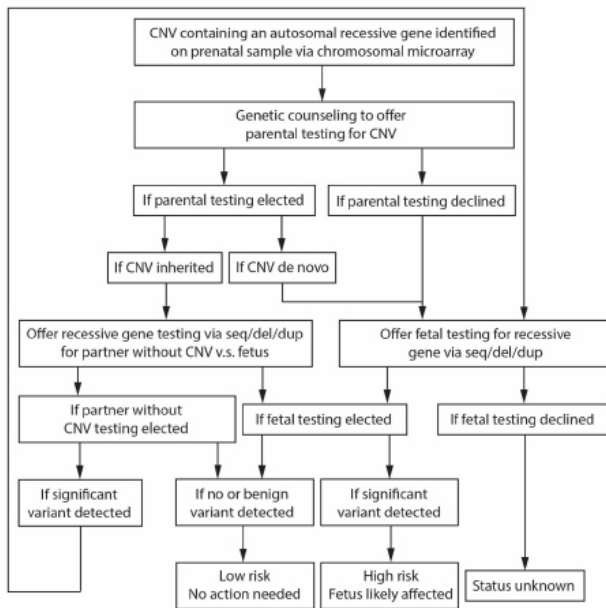 CNV containing an autosomal recessive gene identified
on prenatal sample via chromosomal microarray
Genetic counseling to offer
parental testing for CNV
If parental testing elected
If parental testing declined
If CNV inherited
If CNV de novo
Offer recessive gene testing via seq/del/dup
for partner without CNV v.s. fetus
Offer fetal testing for recessive
gene via seq/del/dup
If partner without
CNV testing elected
If fetal testing elected
If fetal testing declined
If significant
variant detected
If no or benign
variant detected
If significant
variant detected
Low risk
No action needed
High risk
Fetus likely affected
Status unknown